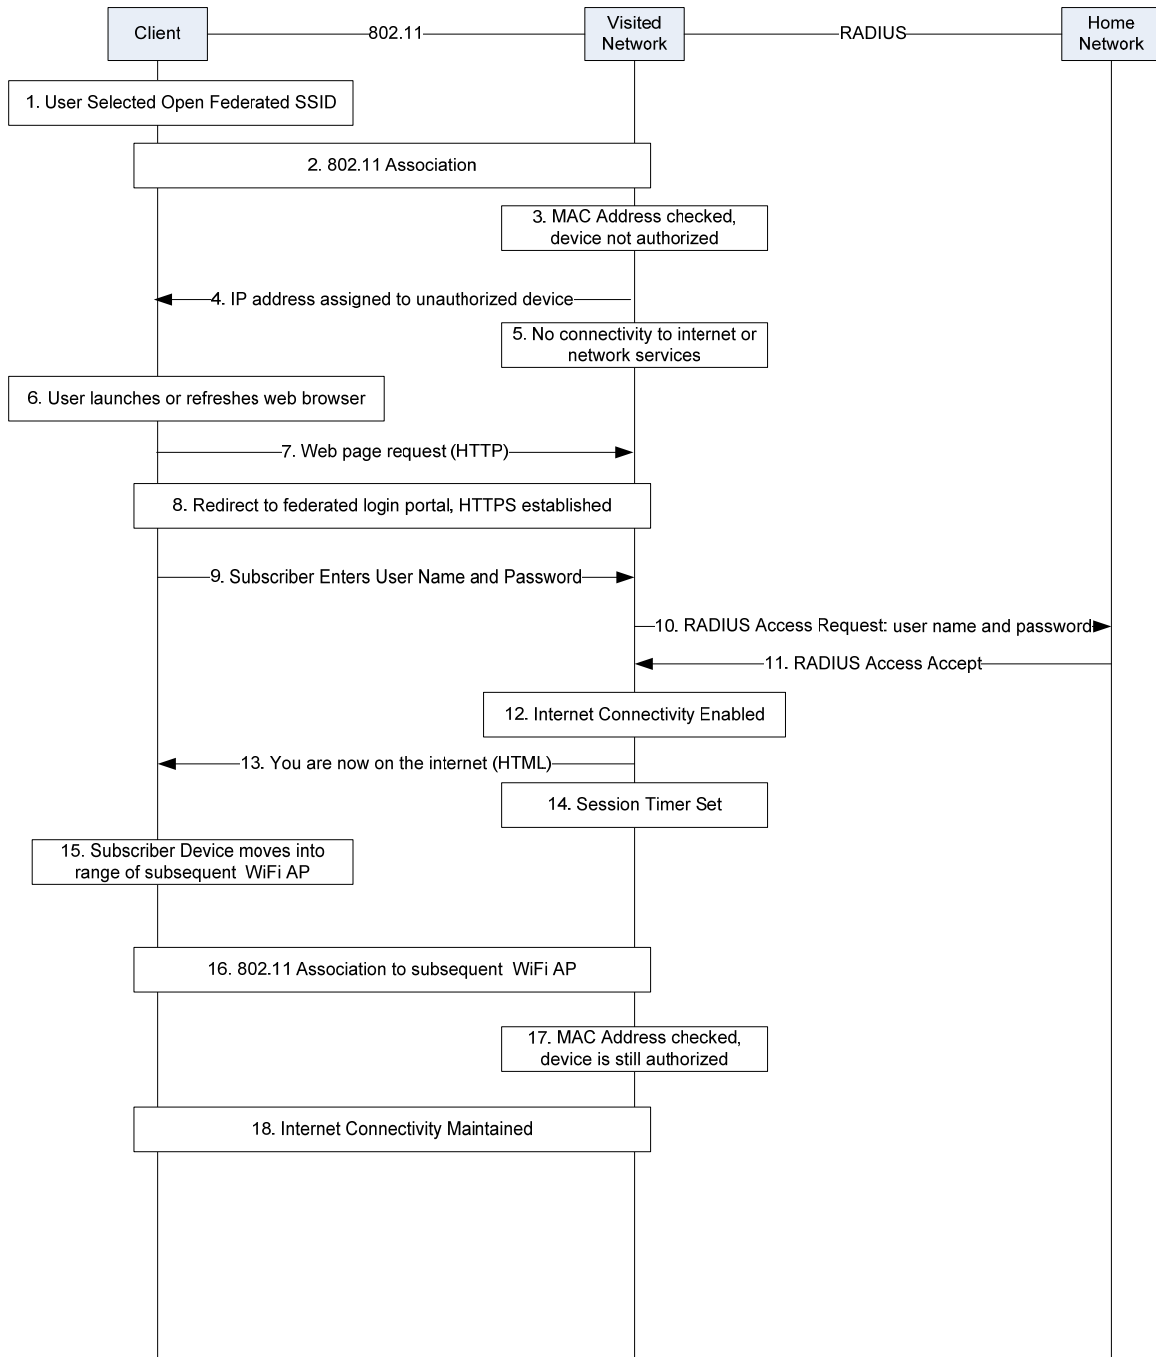 Client
802.11
Visited
Network
RADIUS
Home
Network
1. User Selected Open Federated SSID
2. 802.11 Association
3. MAC Address checked,
device not authorized
4. IP address assigned to unauthorized device
5. No connectivity to internet or
network services
6. User launches or refreshes web browser
7. Web page request (HTTP)
8. Redirect to federated login portal, HTTPS established
9. Subscriber Enters User Name and Password
10. RADIUS Access Request: user name and password
11. RADIUS Access Accept
12. Internet Connectivity Enabled
13. You are now on the internet (HTML)
14. Session Timer Set
15. Subscriber Device moves into
range of subsequent WiFi AP
16. 802.11 Association to subsequent WiFi AP
17. MAC Address checked,
device is still authorized
18. Internet Connectivity Maintained